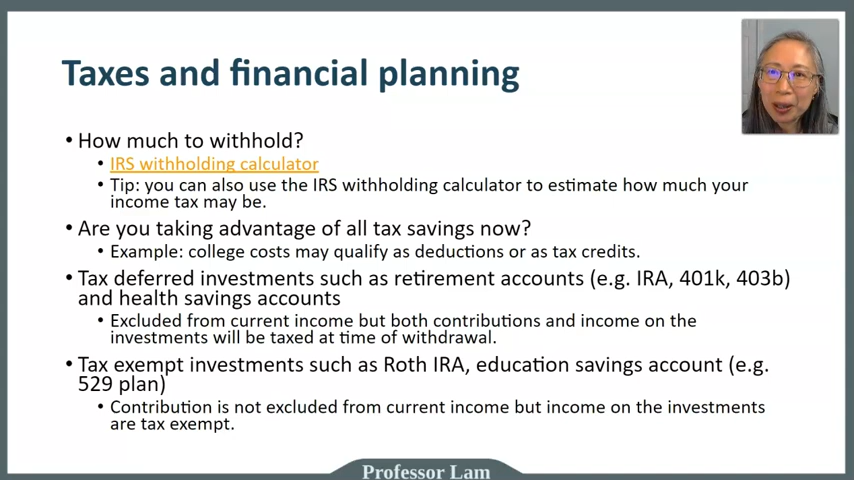 Taxes and financial planning
• How much to withhold?
• IRS withholding calculator
• Tip: you can also use the IRS withholding calculator to estimate how much your
income tax may be.
• Are you taking advantage of all tax savings now?
• Example: college costs may qualify as deductions or as tax credits.
• Tax deferred investments such as retirement accounts (e.g. IRA, 401k, 403b)
and health savings accounts
• Excluded from current income but both contributions and income on the
investments will be taxed at time of withdrawal.
• Tax exempt investments such as Roth IRA, education savings account (e.g.
529 plan)
• Contribution is not excluded from current income but income on the investments
are tax exempt.
Professor Lam